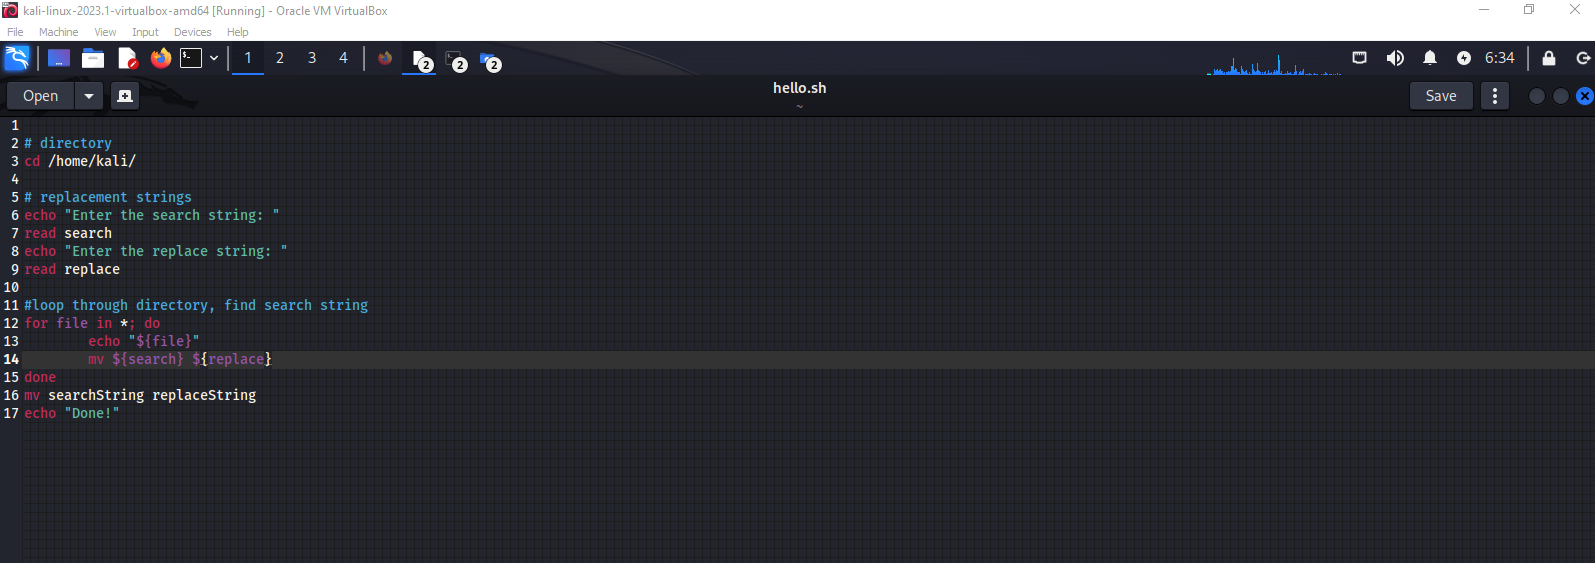 kali-linux-2023.1-virtualbox-amd64 [Running] - Oracle VM VirtualBox
File Machine View Input Devices Help
1 2 3 4 2 2 2 6:34
Open hello.sh Save
~
1
2 # directory
3 cd /home/kali/
4
5 # replacement strings
6 echo "Enter the search string: "
7 read search
8 echo "Enter the replace string: "
9 read replace
10
11 #loop through directory, find search string
12 for file in *; do
13 echo "${file}"
14 mv ${search} ${replace}
15 done
16 mv searchString replaceString
17 echo "Done!"